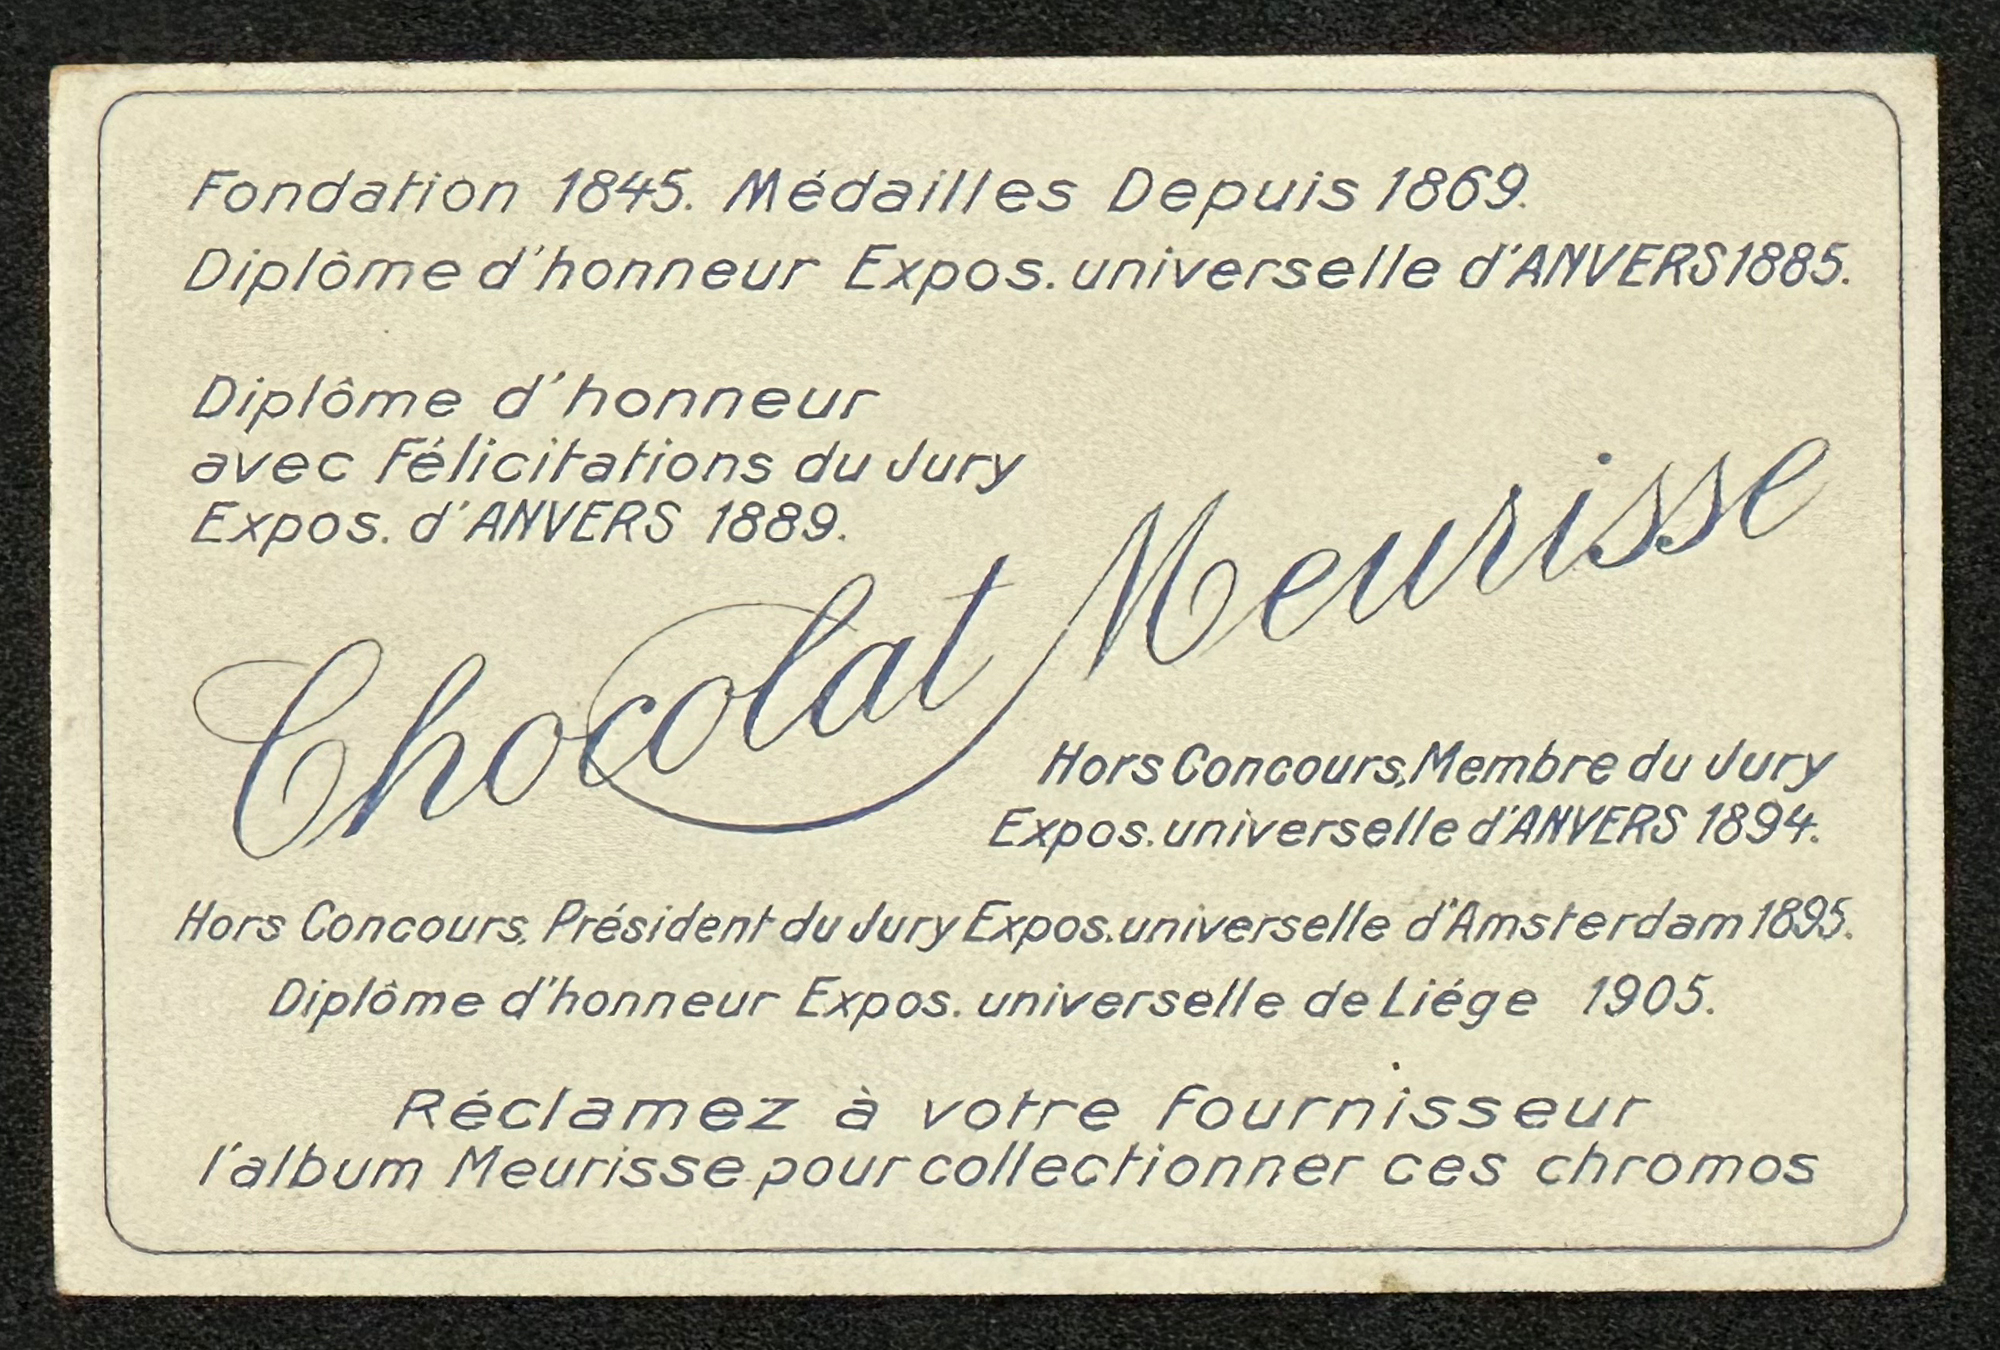 Fondation 1845. Médailles Depuis 1869.
Diplôme d'honneur Expos. universelle d'ANVERS 1885.
Diplôme d'honneur
avec Félicitations du Jury
Expos. d'ANVERS 1889.
Chocolat Meurisse
Hors Concours, Membre du Jury
Expos. universelle d'ANVERS 1894.
Hors Concours, Président du Jury Expos. universelle d'Amsterdam 1895.
Diplôme d'honneur Expos. universelle de Liége 1905.
Réclamez à votre fournisseur
l'album Meurisse pour collectionner ces chromos